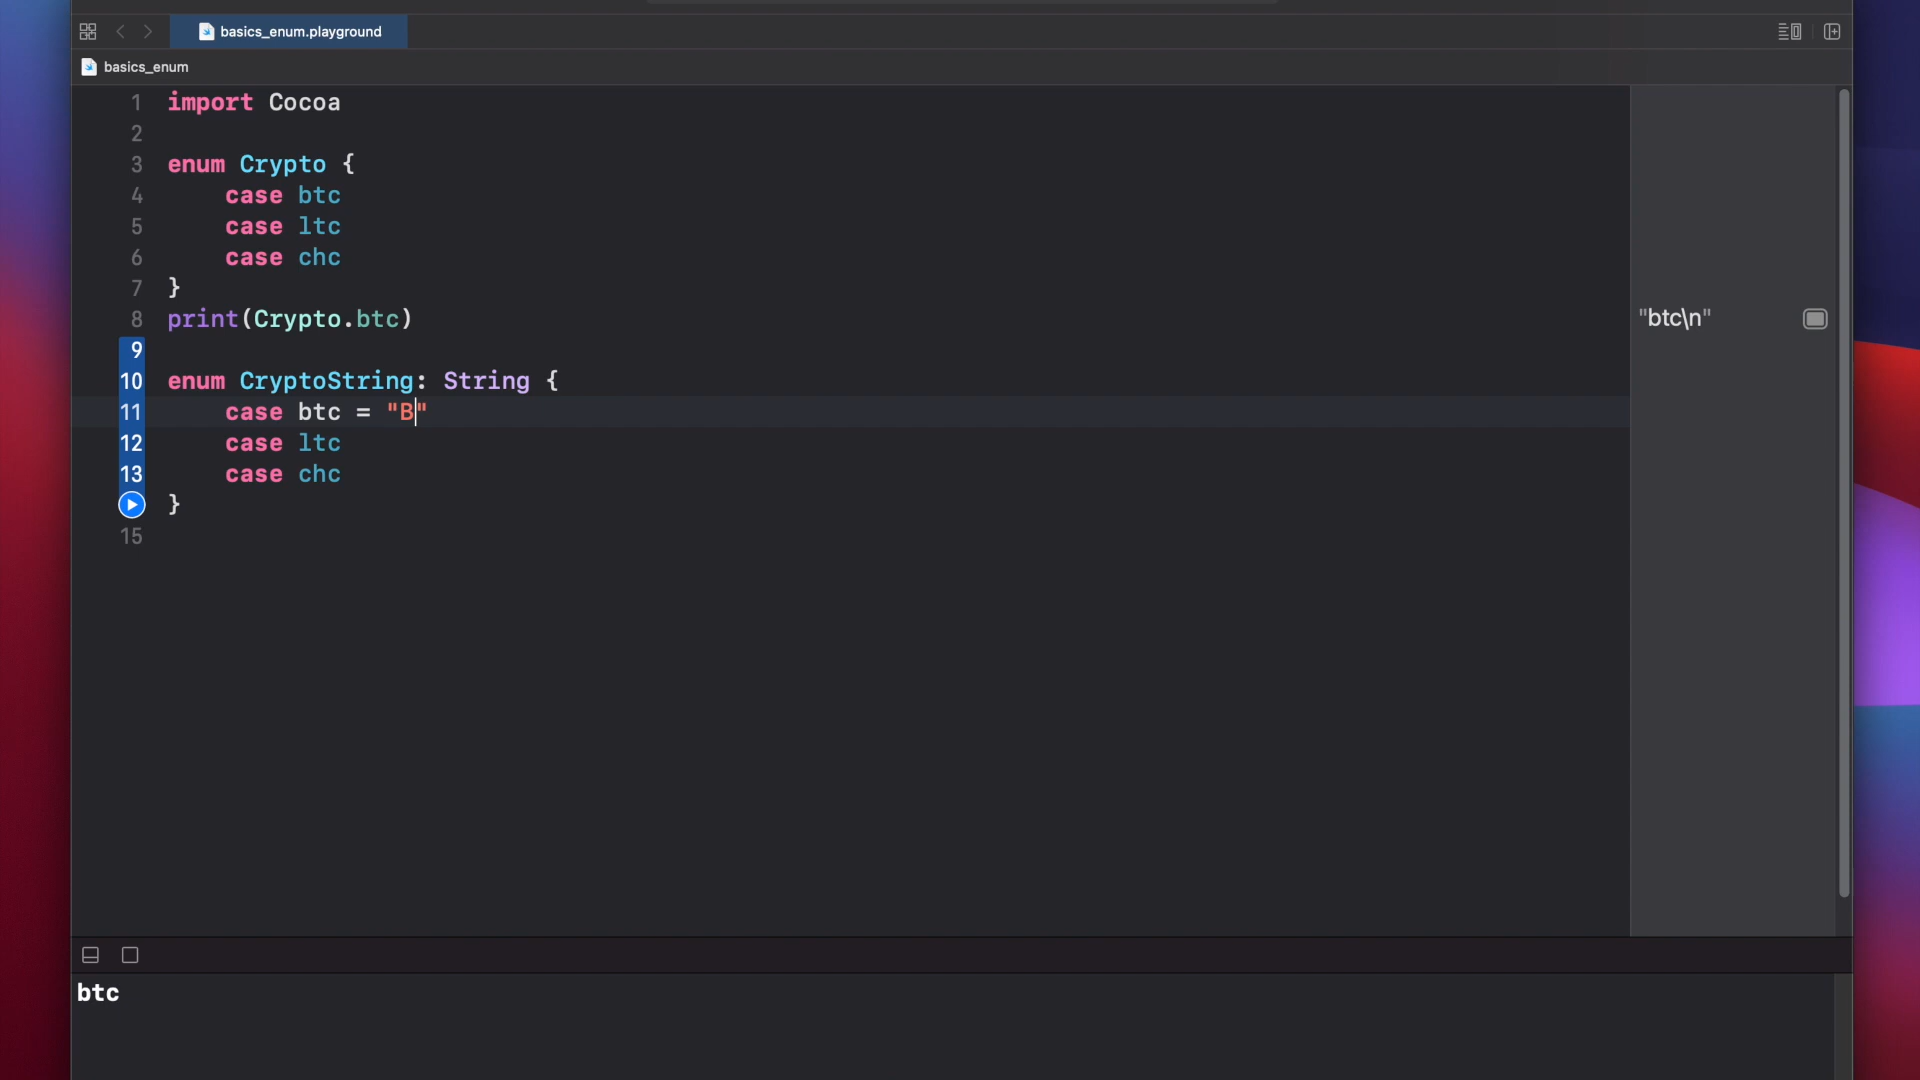 basics_enum.playground
basics_enum
1 import Cocoa
2
3 enum Crypto {
4 case btc
5 case ltc
6 case chc
7 }
8 print(Crypto.btc) "btc\n"
9
10 enum CryptoString: String {
11 case btc = "B"
12 case ltc
13 case chc
}
15
btc